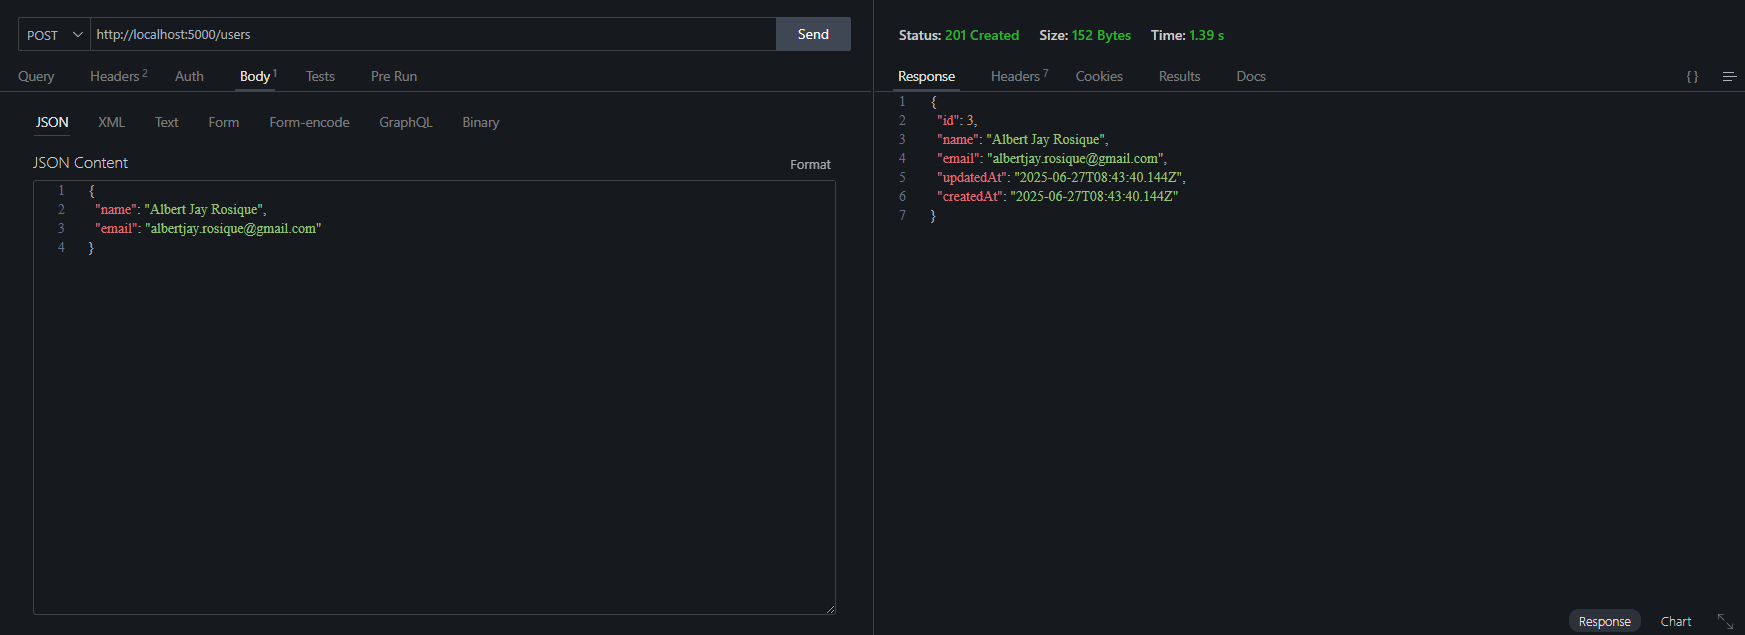 POST http://localhost:5000/users Send
Query Headers 2 Auth Body 1 Tests Pre Run
JSON XML Text Form Form-encode GraphQL Binary
JSON Content Format
1 {
2 "name": "Albert Jay Rosique",
3 "email": "albertjay.rosique@gmail.com"
4 }
Status: 201 Created Size: 152 Bytes Time: 1.39 s
Response Headers 7 Cookies Results Docs {}
1 {
2 "id": 3,
3 "name": "Albert Jay Rosique",
4 "email": "albertjay.rosique@gmail.com",
5 "updatedAt": "2025-06-27T08:43:40.144Z",
6 "createdAt": "2025-06-27T08:43:40.144Z"
7 }
Response Chart